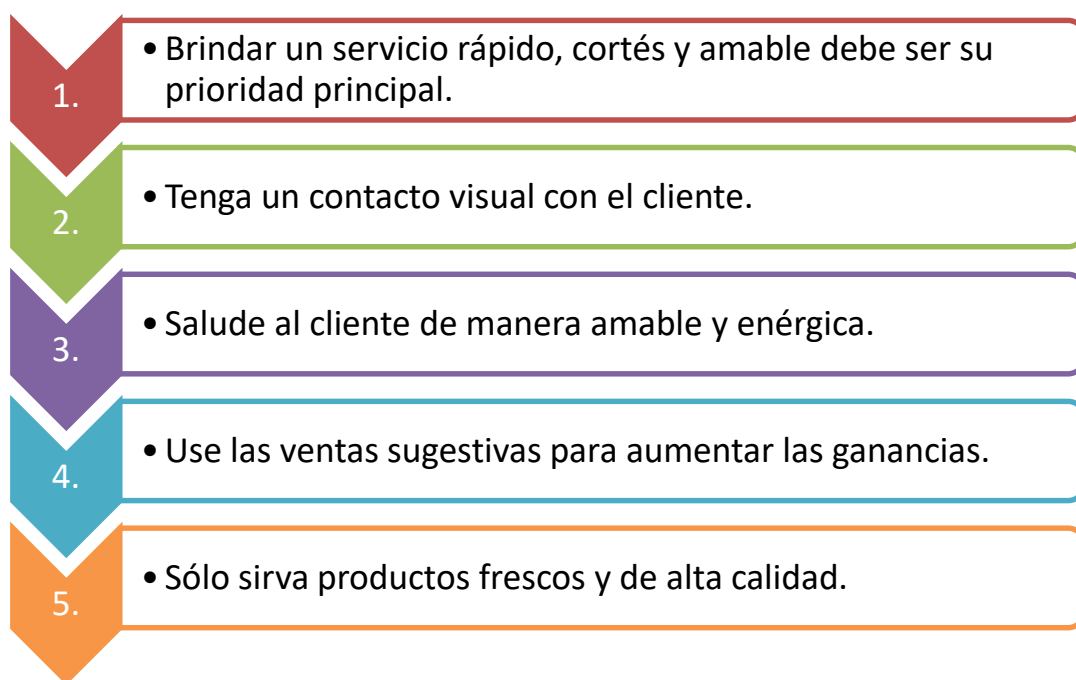 1.
• Brindar un servicio rápido, cortés y amable debe ser su
prioridad principal.
2.
• Tenga un contacto visual con el cliente.
3.
• Salude al cliente de manera amable y enérgica.
4.
• Use las ventas sugestivas para aumentar las ganancias.
5.
• Sólo sirva productos frescos y de alta calidad.